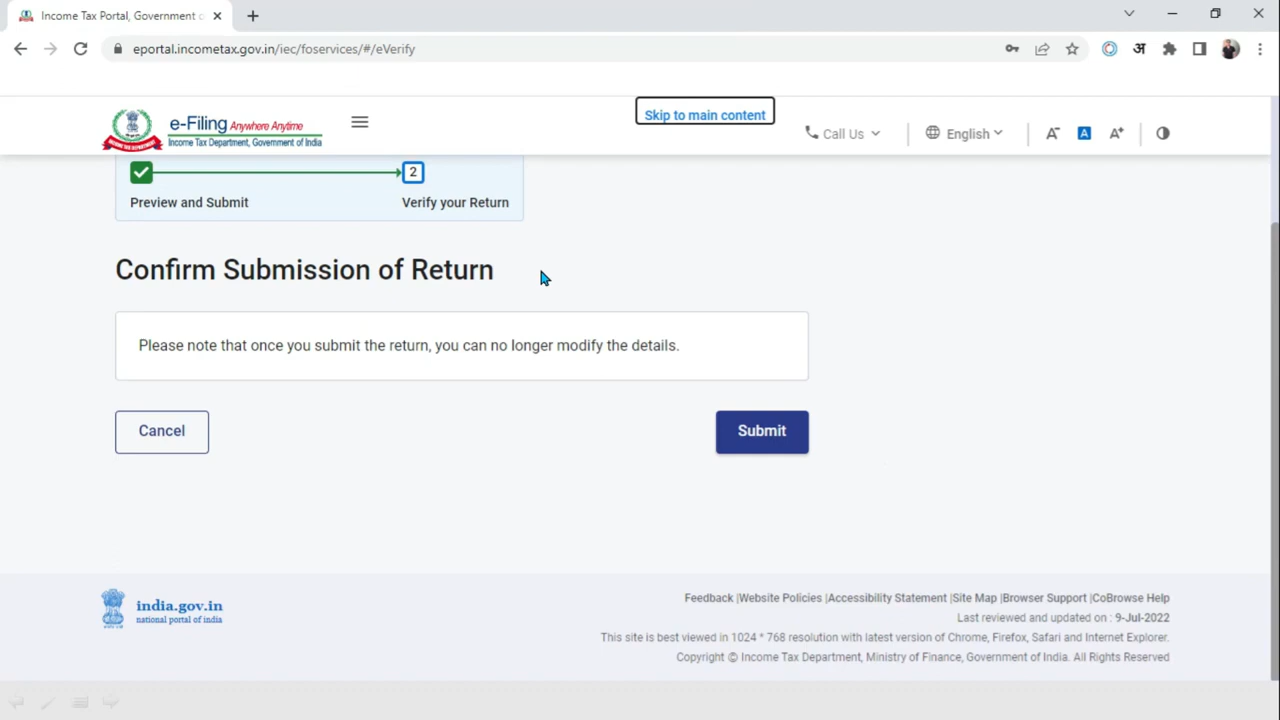 Income Tax Portal, Government o
eportal.incometax.gov.in/iec/foservices/#/eVerify
अ
Skip to main content
e-Filing Anywhere Anytime
Income Tax Department, Government of India
Call Us
English
A-
A
A+
2
Preview and Submit
Verify your Return
Confirm Submission of Return
Please note that once you submit the return, you can no longer modify the details.
Cancel
Submit
india.gov.in
national portal of india
Feedback |Website Policies |Accessibility Statement |Site Map |Browser Support |CoBrowse Help
Last reviewed and updated on : 9-Jul-2022
This site is best viewed in 1024 * 768 resolution with latest version of Chrome, Firefox, Safari and Internet Explorer.
Copyright © Income Tax Department, Ministry of Finance, Government of India. All Rights Reserved